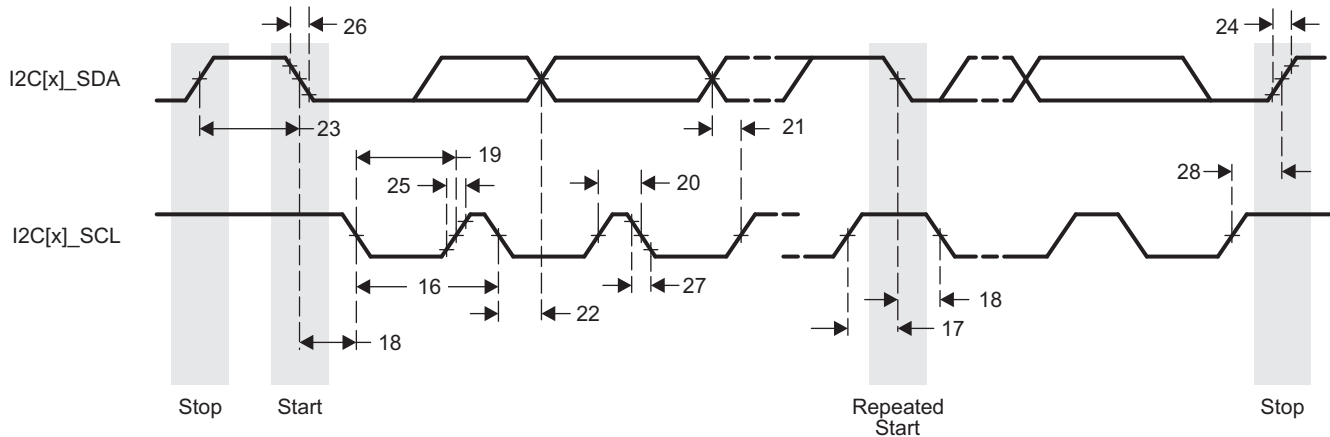 26
24
I2C[x]_SDA
23
21
19
25
20
28
I2C[x]_SCL
16
27
18
22
17
18
Stop
Start
Repeated
Start
Stop